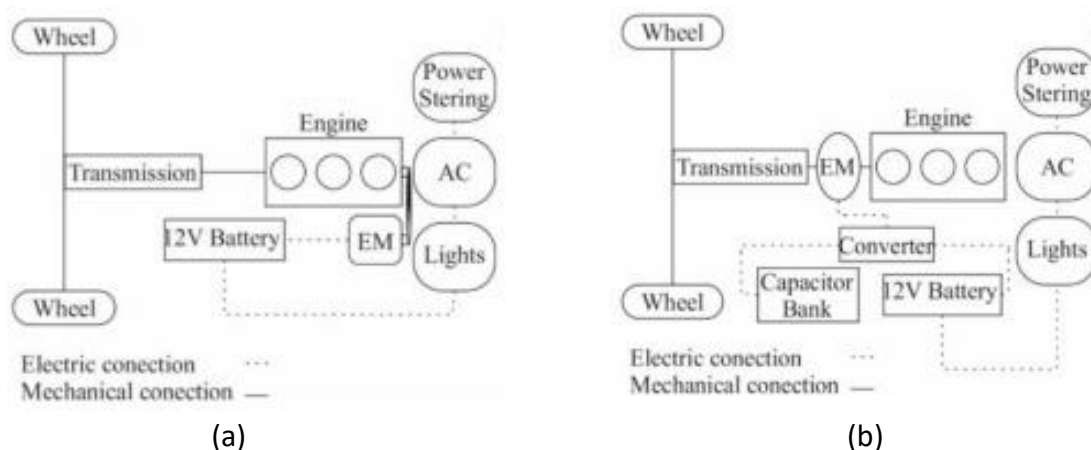 Wheel
Power
Stering
Engine
Transmission
AC
12V Battery
EM
Lights
Wheel
Electric conection
Mechanical conection
(a)
Wheel
Power
Stering
Engine
Transmission
EM
AC
Converter
Lights
Capacitor
Bank
12V Battery
Wheel
Electric conection
Mechanical conection
(b)